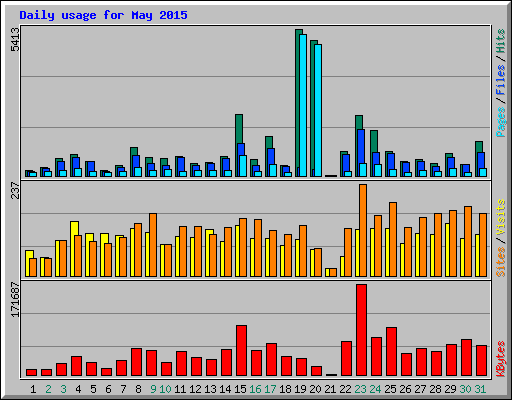 Daily usage for May 2015
5413
Pages / Files / Hits
237
Sites / Visits
171687
KBytes
1 2 3 4 5 6 7 8 9 10 11 12 13 14 15 16 17 18 19 20 21 22 23 24 25 26 27 28 29 30 31